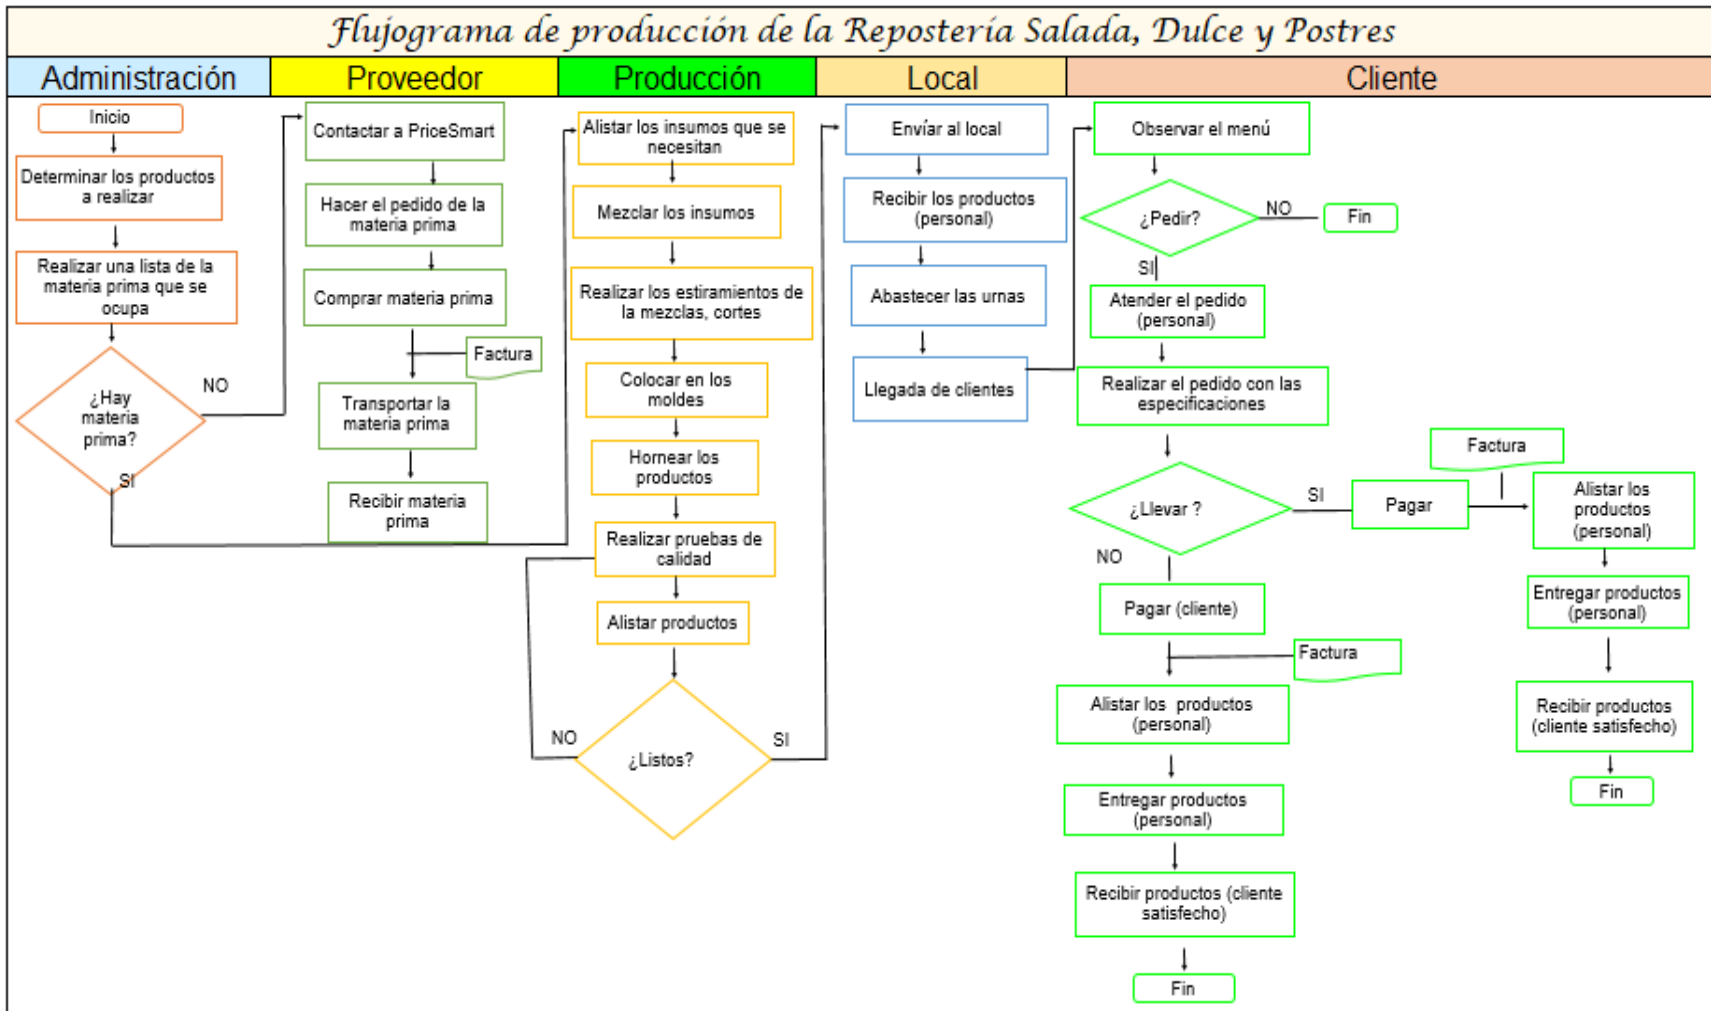 Flujograma de producción de la Repostería Salada, Dulce y Postres
Administración
Proveedor
Producción
Local
Cliente
Inicio
Determinar los productos
a realizar
Realizar una lista de la
materia prima que se
ocupa
¿Hay
materia
prima?
NO
SI
Contactar a PriceSmart
Hacer el pedido de la
materia prima
Comprar materia prima
Factura
Transportar la
materia prima
Recibir materia
prima
Alistar los insumos que se
necesitan
Mezclar los insumos
Realizar los estiramientos de
la mezclas, cortes
Colocar en los
moldes
Hornear los
productos
Realizar pruebas de
calidad
Alistar productos
¿Listos?
NO
SI
Envíar al local
Recibir los productos
(personal)
Abastecer las urnas
Llegada de clientes
Observar el menú
¿Pedir?
NO
Fin
SI
Atender el pedido
(personal)
Realizar el pedido con las
especificaciones
¿Llevar ?
SI
Pagar
Factura
Alistar los
productos
(personal)
Entregar productos
(personal)
Recibir productos
(cliente satisfecho)
Fin
NO
Pagar (cliente)
Factura
Alistar los productos
(personal)
Entregar productos
(personal)
Recibir productos (cliente
satisfecho)
Fin